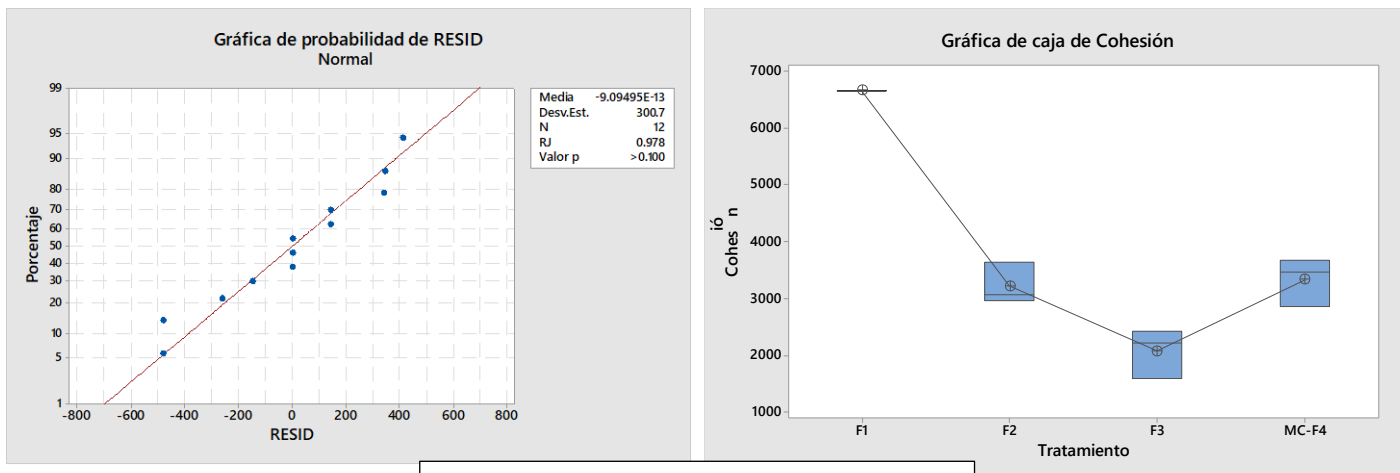 Gráfica de probabilidad de RESID
Normal
99
95
90
80
70
60
50
40
30
20
10
5
1
Porcentaje
-800 -600 -400 -200 0 200 400 600 800
RESID
Media -9.09495E-13
Desv.Est. 300.7
N 12
RJ 0.978
Valor p >0.100
Gráfica de caja de Cohesión
7000
6000
5000
4000
3000
2000
1000
Cohes ió n
F1 F2 F3 MC-F4
Tratamiento